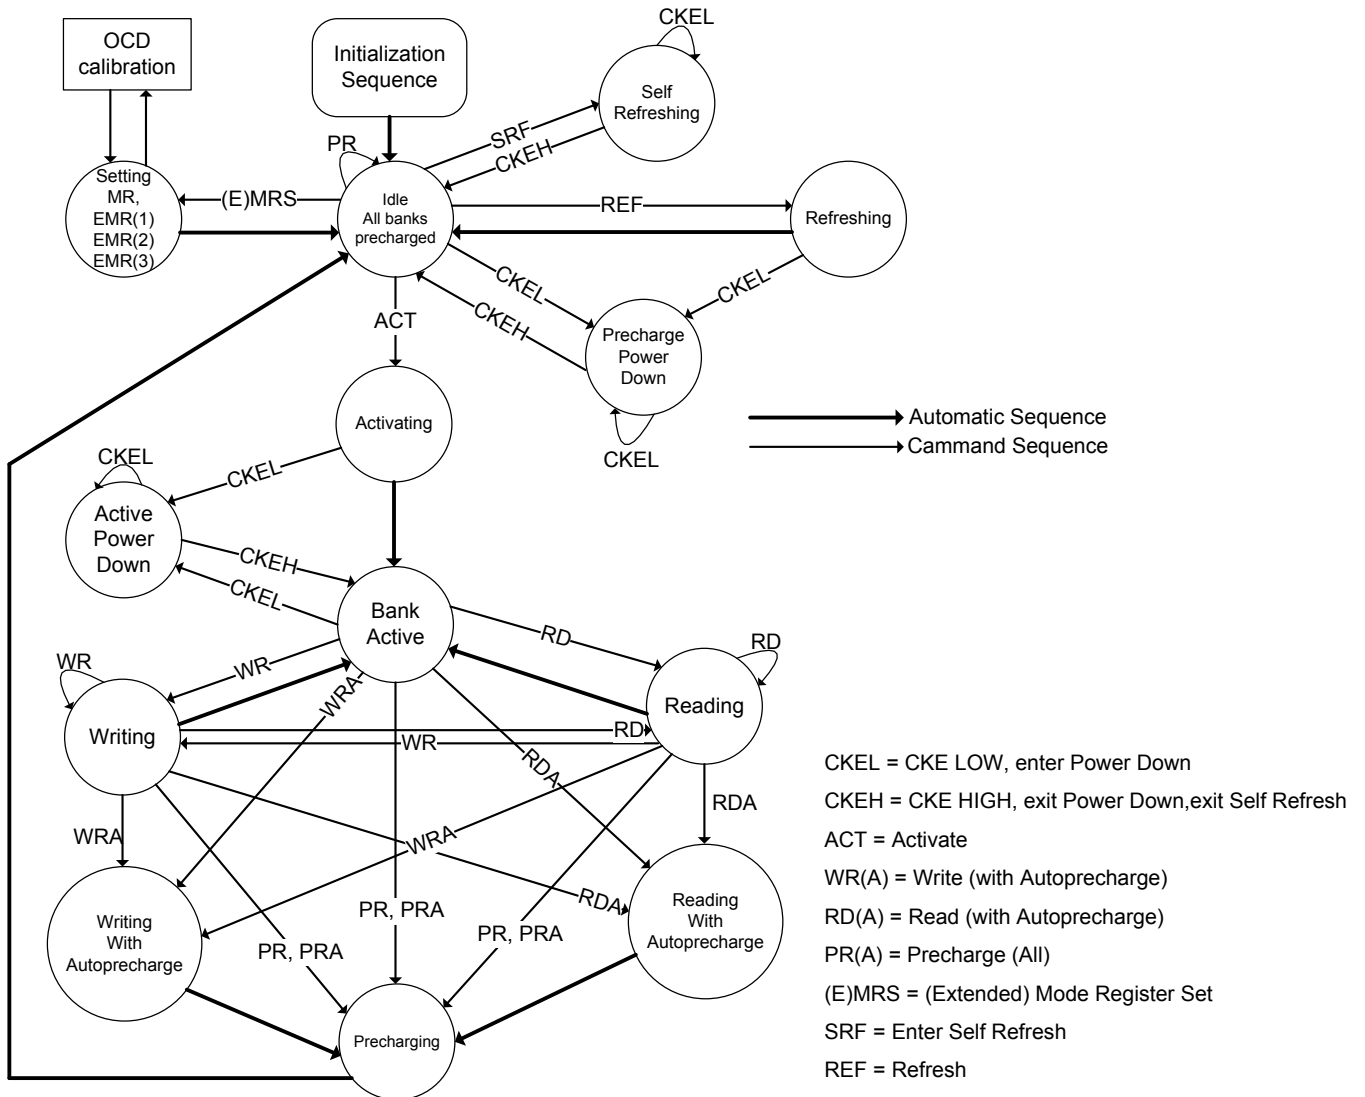 OCD
calibration
Initialization
Sequence
CKEL
Self
Refreshing
SRF
CKEH
PR
Setting
MR,
EMR(1)
EMR(2)
EMR(3)
(E)MRS
Idle
All banks
precharged
REF
Refreshing
CKEL
CKEH
CKEL
ACT
Precharge
Power
Down
CKEL
Activating
Automatic Sequence
Cammand Sequence
CKEL
CKEL
Active
Power
Down
CKEH
CKEL
Bank
Active
RD
RD
WR
WR
WRA
Writing
Reading
RD
WR
RDA
RDA
WRA
WRA
RDA
PR, PRA
PR, PRA
PR, PRA
Writing
With
Autoprecharge
Reading
With
Autoprecharge
Precharging
CKEL = CKE LOW, enter Power Down
CKEH = CKE HIGH, exit Power Down,exit Self Refresh
ACT = Activate
WR(A) = Write (with Autoprecharge)
RD(A) = Read (with Autoprecharge)
PR(A) = Precharge (All)
(E)MRS = (Extended) Mode Register Set
SRF = Enter Self Refresh
REF = Refresh